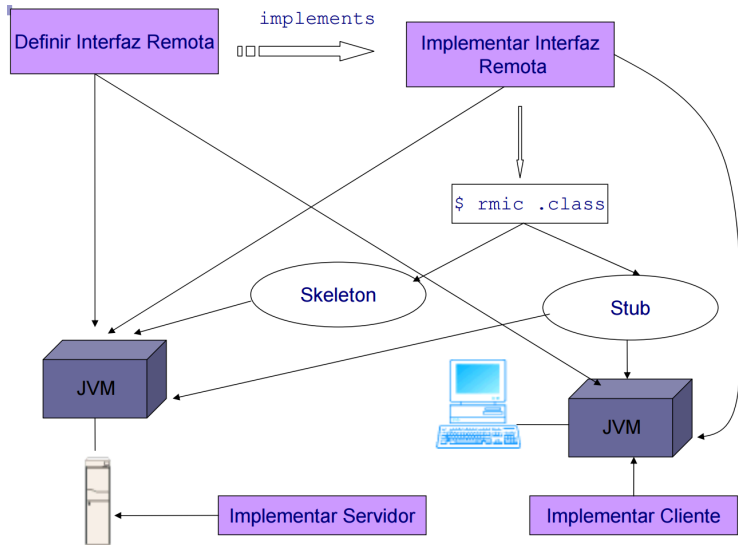 implements
Definir Interfaz Remota
Implementar Interfaz
Remota
$ rmic .class
Skeleton
Stub
JVM
JVM
Implementar Servidor
Implementar Cliente